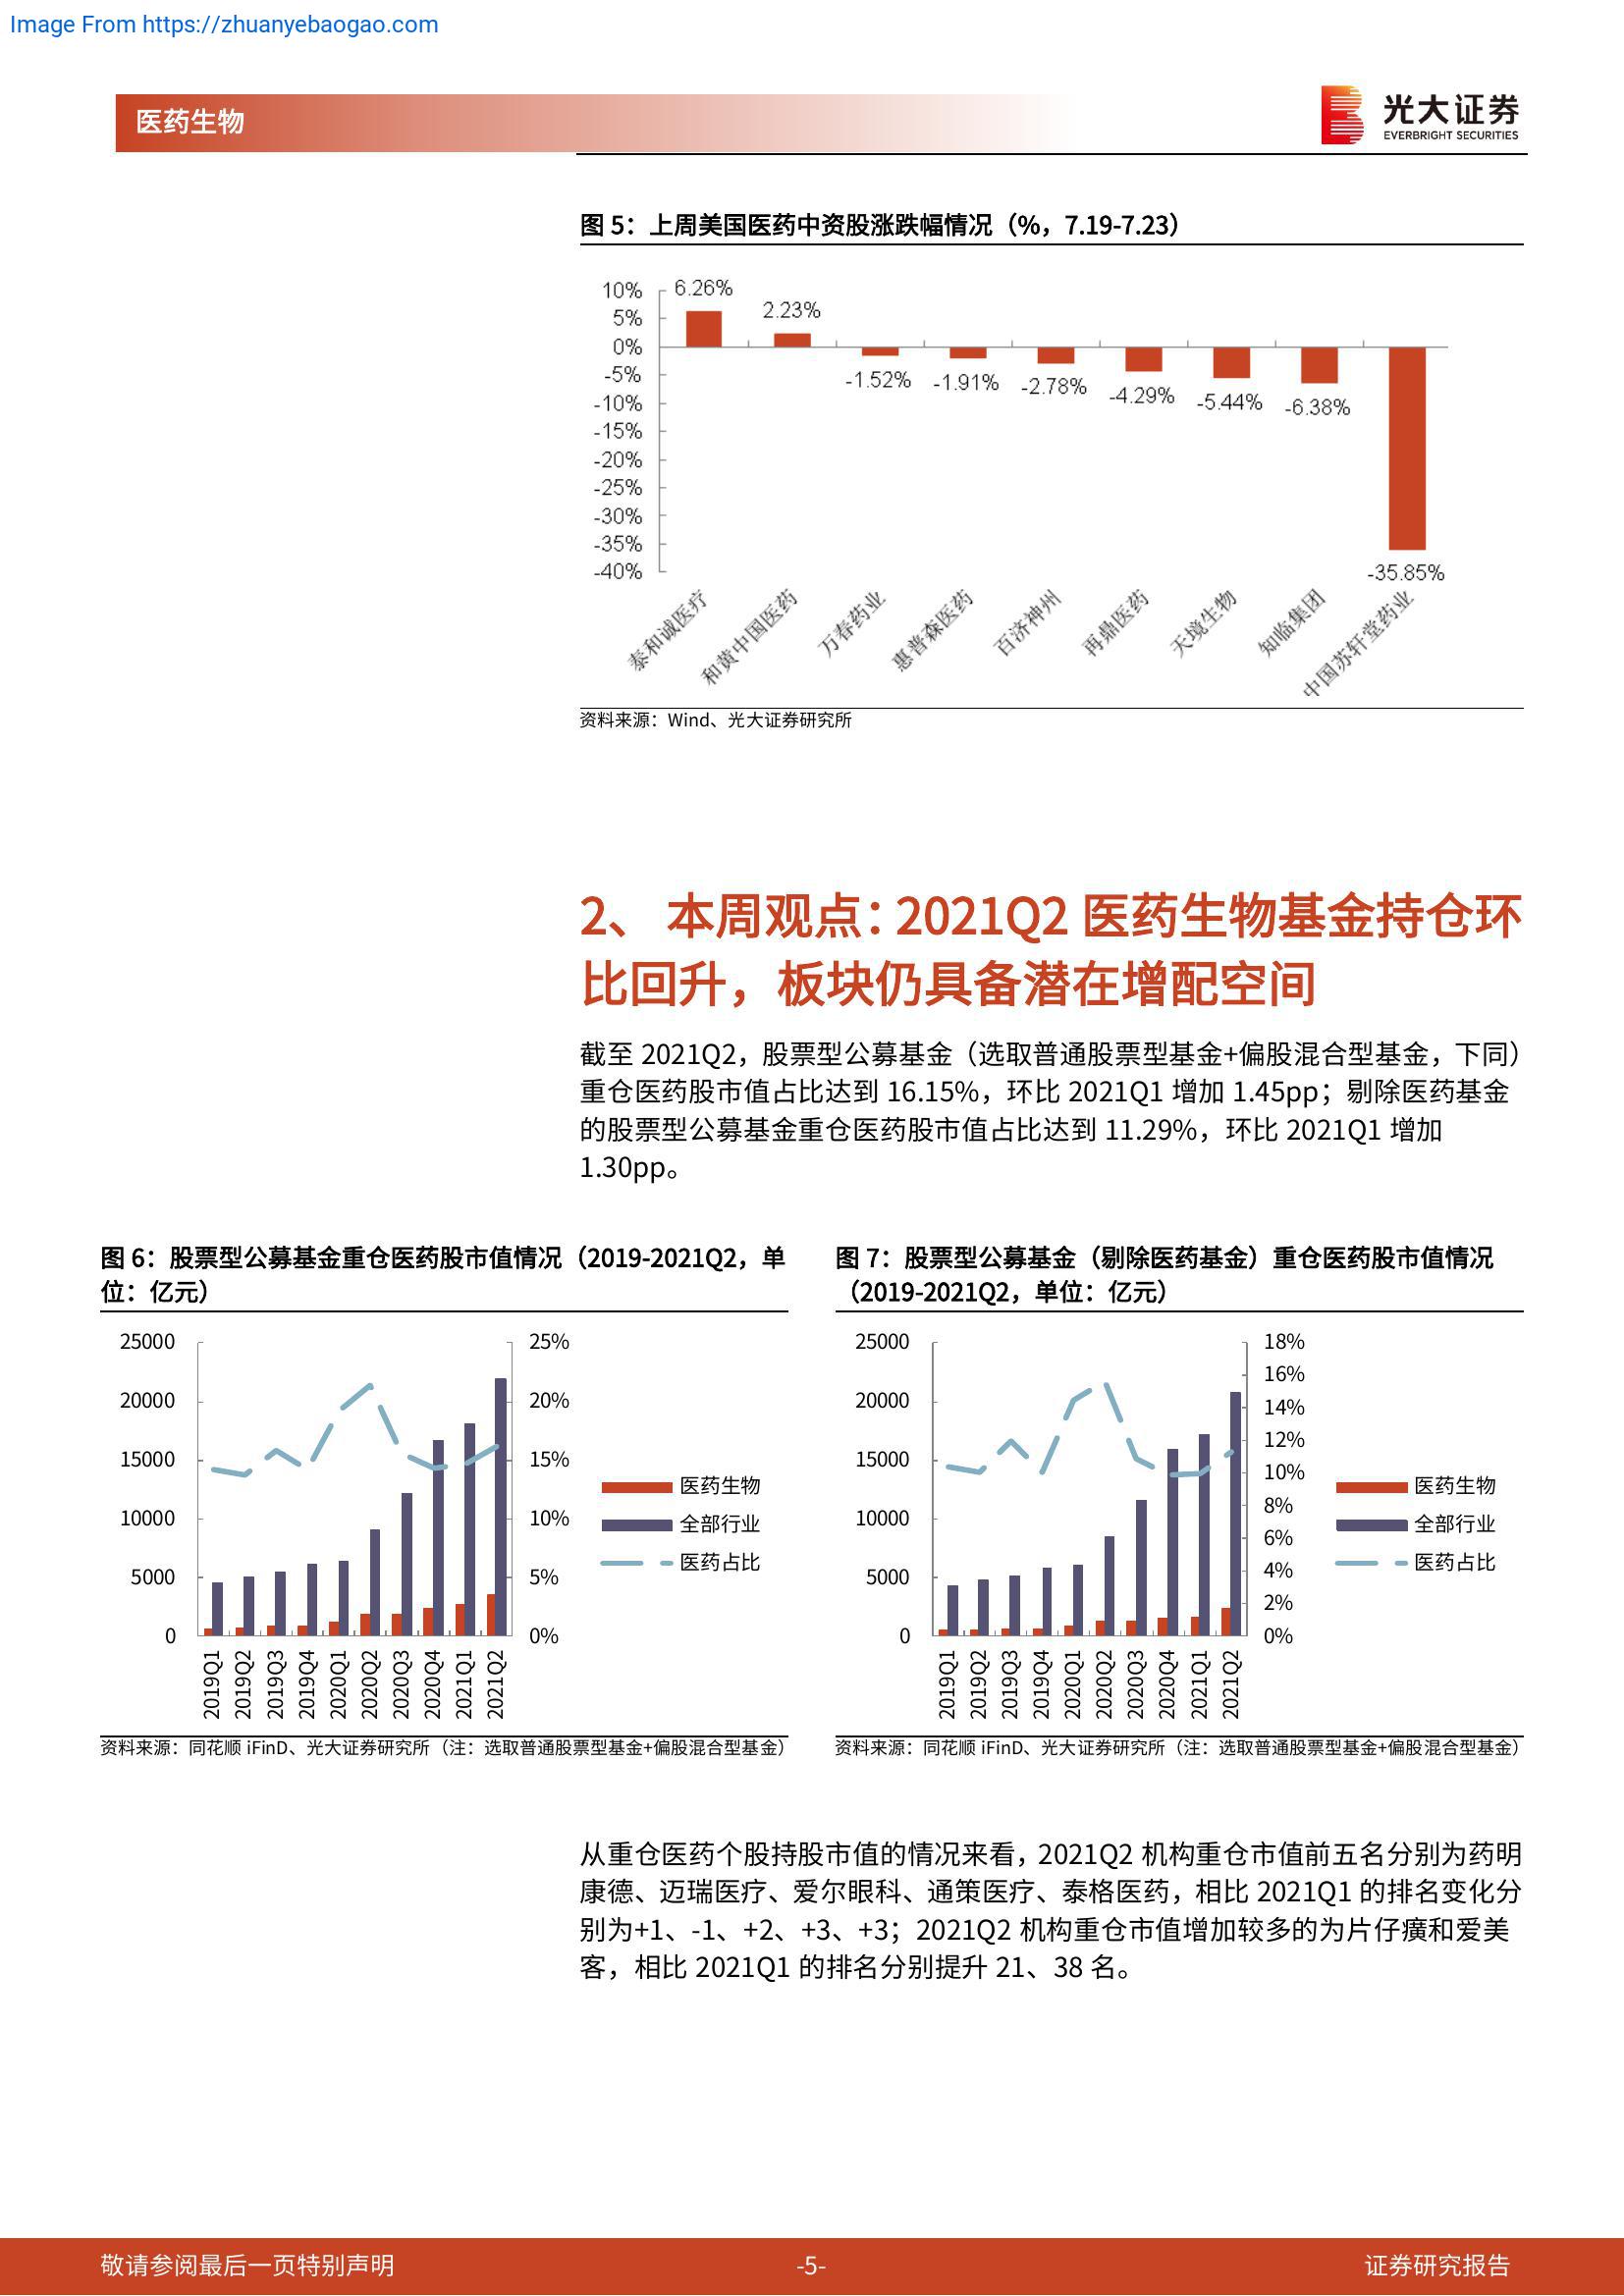 Image From https://zhuanyebaogao.com
医药生物
光大证券
EVERBRIGHT SECURITIES
图 5：上周美国医药中资股涨跌幅情况（%，7.19-7.23）
10%
5%
0%
-5%
-10%
-15%
-20%
-25%
-30%
-35%
-40%
6.26%
2.23%
-1.52%
-1.91%
-2.78%
-4.29%
-5.44%
-6.38%
-35.85%
泰和诚医疗
和黄中国医药
万春药业
惠普森医药
百济神州
再鼎医药
天境生物
知临集团
中国苏轩堂药业
资料来源：Wind、光大证券研究所
2、 本周观点：2021Q2 医药生物基金持仓环
比回升，板块仍具备潜在增配空间
截至 2021Q2，股票型公募基金（选取普通股票型基金+偏股混合型基金，下同）
重仓医药股市值占比达到 16.15%，环比 2021Q1 增加 1.45pp；剔除医药基金
的股票型公募基金重仓医药股市值占比达到 11.29%，环比 2021Q1 增加
1.30pp。
图 6：股票型公募基金重仓医药股市值情况（2019-2021Q2，单
位：亿元）
25000
20000
15000
10000
5000
0
25%
20%
15%
10%
5%
0%
医药生物
全部行业
医药占比
2019Q1
2019Q2
2019Q3
2019Q4
2020Q1
2020Q2
2020Q3
2020Q4
2021Q1
2021Q2
资料来源：同花顺 iFinD、光大证券研究所（注：选取普通股票型基金+偏股混合型基金）
图 7：股票型公募基金（剔除医药基金）重仓医药股市值情况
（2019-2021Q2，单位：亿元）
25000
20000
15000
10000
5000
0
18%
16%
14%
12%
10%
8%
6%
4%
2%
0%
医药生物
全部行业
医药占比
2019Q1
2019Q2
2019Q3
2019Q4
2020Q1
2020Q2
2020Q3
2020Q4
2021Q1
2021Q2
资料来源：同花顺 iFinD、光大证券研究所（注：选取普通股票型基金+偏股混合型基金）
从重仓医药个股持股市值的情况来看，2021Q2 机构重仓市值前五名分别为药明
康德、迈瑞医疗、爱尔眼科、通策医疗、泰格医药，相比 2021Q1 的排名变化分
别为+1、-1、+2、+3、+3；2021Q2 机构重仓市值增加较多的为片仔癀和爱美
客，相比 2021Q1 的排名分别提升 21、38 名。
敬请参阅最后一页特别声明
-5-
证券研究报告